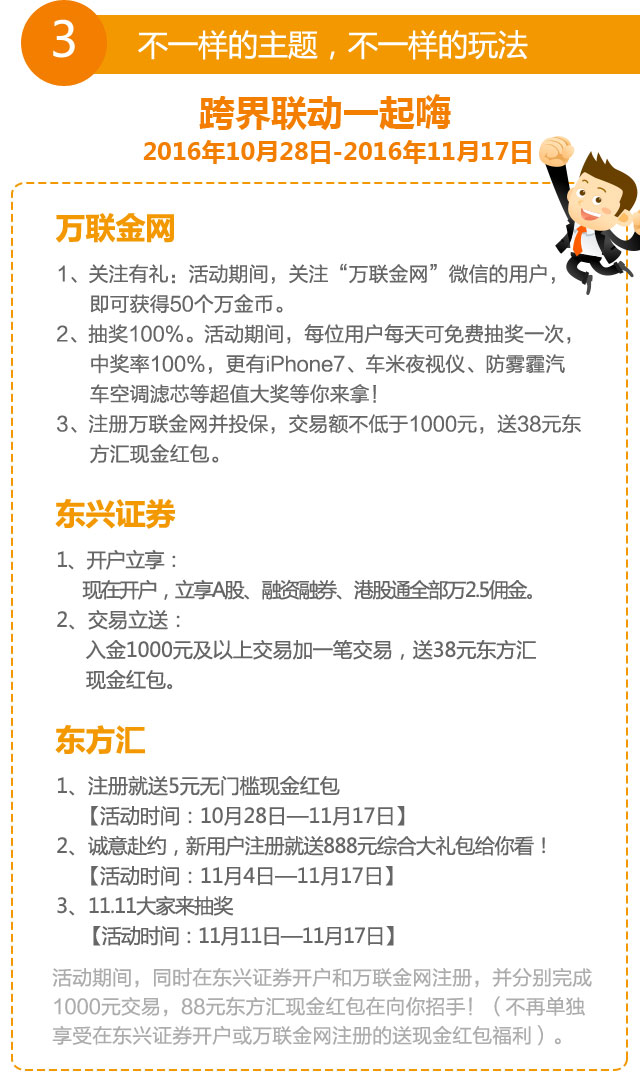 3
不一样的主题，不一样的玩法
跨界联动一起嗨
2016年10月28日-2016年11月17日
万联金网
1、关注有礼：活动期间，关注“万联金网”微信的用户，
即可获得50个万金币。
2、抽奖100%。活动期间，每位用户每天可免费抽奖一次，
中奖率100%，更有iPhone7、车米夜视仪、防雾霾汽
车空调滤芯等超值大奖等你来拿！
3、注册万联金网并投保，交易额不低于1000元，送38元东
方汇现金红包。
东兴证券
1、开户立享：
现在开户，立享A股、融资融券、港股通全部万2.5佣金。
2、交易立送：
入金1000元及以上交易加一笔交易，送38元东方汇
现金红包。
东方汇
1、注册就送5元无门槛现金红包
【活动时间：10月28日—11月17日】
2、诚意赴约，新用户注册就送888元综合大礼包给你看！
【活动时间：11月4日—11月17日】
3、11.11大家来抽奖
【活动时间：11月11日—11月17日】
活动期间，同时在东兴证券开户和万联金网注册，并分别完成
1000元交易，88元东方汇现金红包在向你招手！（不再单独
享受在东兴证券开户或万联金网注册的送现金红包福利）。